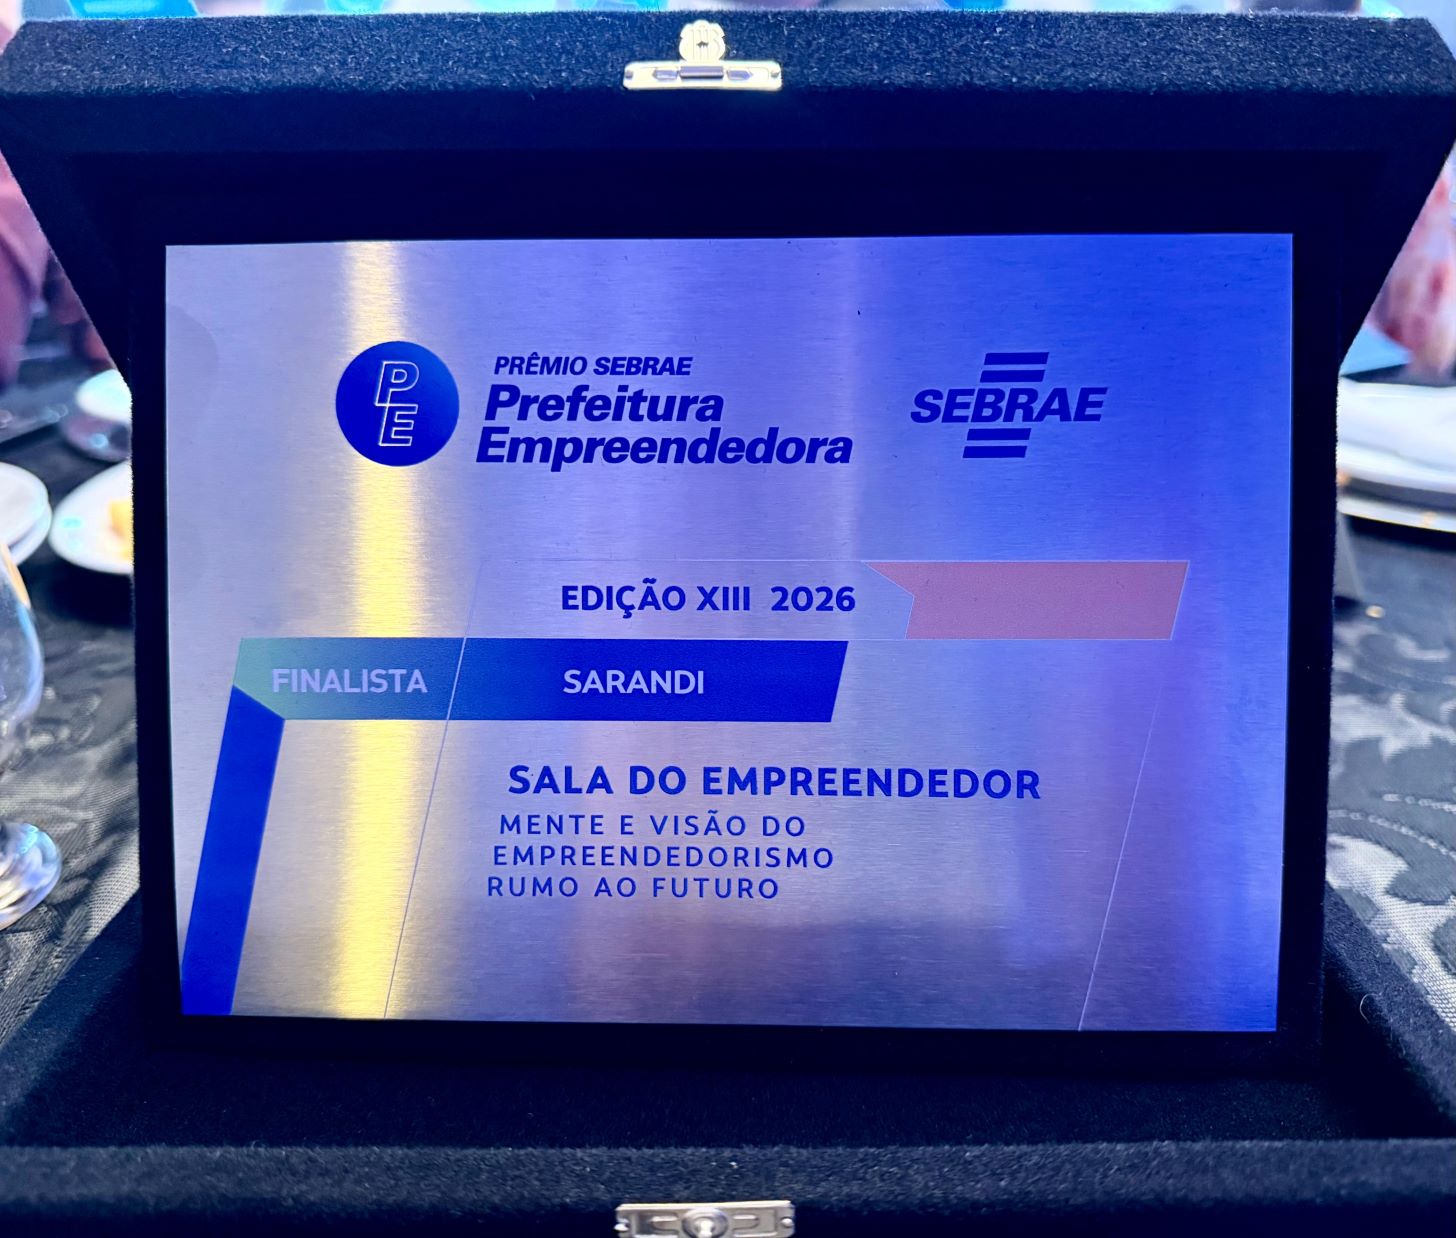 PE
PRÊMIO SEBRAE
Prefeitura
Empreendedora
SEBRAE
EDIÇÃO XIII 2026
FINALISTA SARANDI
SALA DO EMPREENDEDOR
MENTE E VISÃO DO
EMPREENDEDORISMO
RUMO AO FUTURO